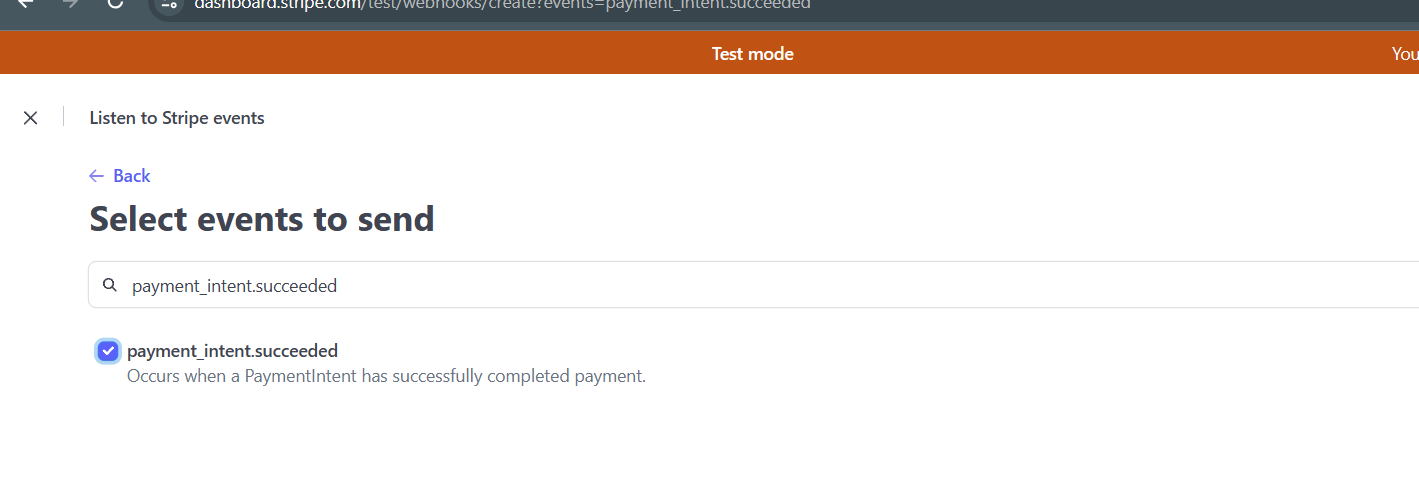 dashboard.stripe.com/test/webhooks/create?events=payment_intent.succeeded
Test mode
You
Listen to Stripe events
← Back
Select events to send
payment_intent.succeeded
payment_intent.succeeded
Occurs when a PaymentIntent has successfully completed payment.